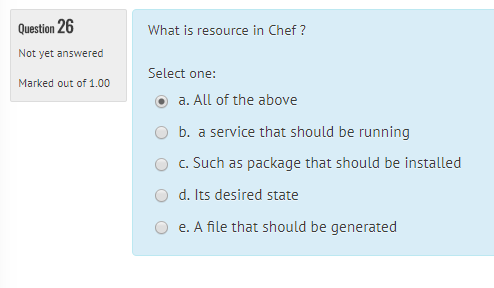 Question 26
Not yet answered
Marked out of 1.00
What is resource in Chef ?
Select one:
a. All of the above
b. a service that should be running
c. Such as package that should be installed
d. Its desired state
e. A file that should be generated